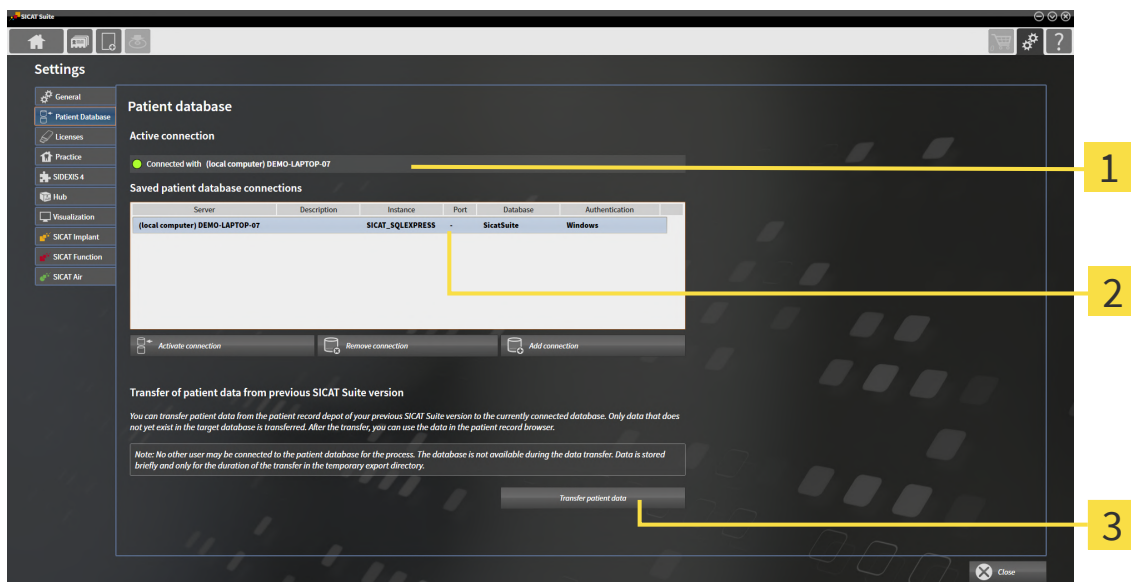 SICAT Suite
?
Settings
General
Patient Database
Licenses
Practice
SIDEXIS 4
Hub
Visualization
SICAT Implant
SICAT Function
SICAT Air
Patient database
Active connection
Connected with (local computer) DEMO-LAPTOP-07
1
Saved patient database connections
Server Description Instance Port Database Authentication
(local computer) DEMO-LAPTOP-07 SICAT_SQLEXPRESS - SicatSuite Windows
2
Activate connection Remove connection Add connection
Transfer of patient data from previous SICAT Suite version
You can transfer patient data from the patient record depot of your previous SICAT Suite version to the currently connected database. Only data that does
not yet exist in the target database is transferred. After the transfer, you can use the data in the patient record browser.
Note: No other user may be connected to the patient database for the process. The database is not available during the data transfer. Data is stored
briefly and only for the duration of the transfer in the temporary export directory.
Transfer patient data
3
Close